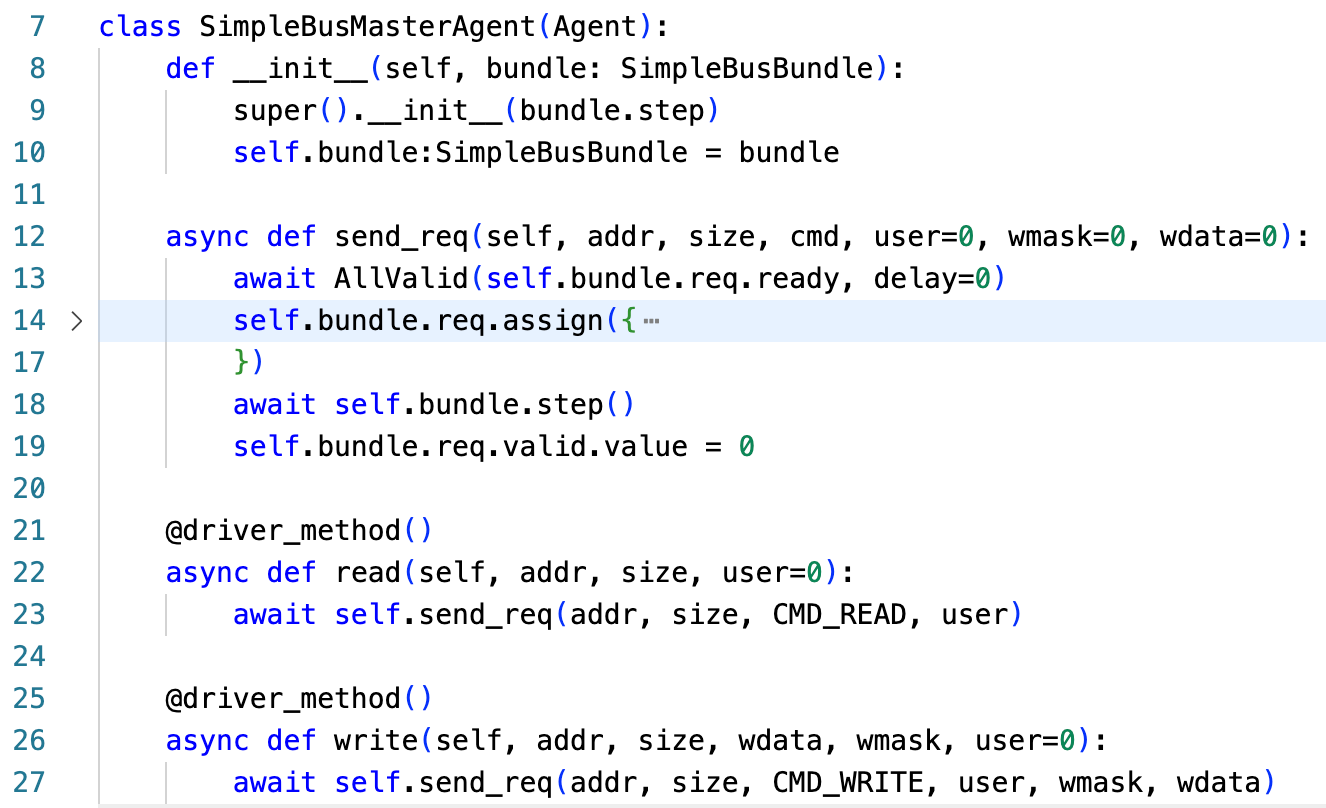 7 class SimpleBusMasterAgent(Agent):
8     def __init__(self, bundle: SimpleBusBundle):
9         super().__init__(bundle.step)
10         self.bundle:SimpleBusBundle = bundle
11
12     async def send_req(self, addr, size, cmd, user=0, wmask=0, wdata=0):
13         await AllValid(self.bundle.req.ready, delay=0)
14 >         self.bundle.req.assign({ ⋯
17         })
18         await self.bundle.step()
19         self.bundle.req.valid.value = 0
20
21     @driver_method()
22     async def read(self, addr, size, user=0):
23         await self.send_req(addr, size, CMD_READ, user)
24
25     @driver_method()
26     async def write(self, addr, size, wdata, wmask, user=0):
27         await self.send_req(addr, size, CMD_WRITE, user, wmask, wdata)